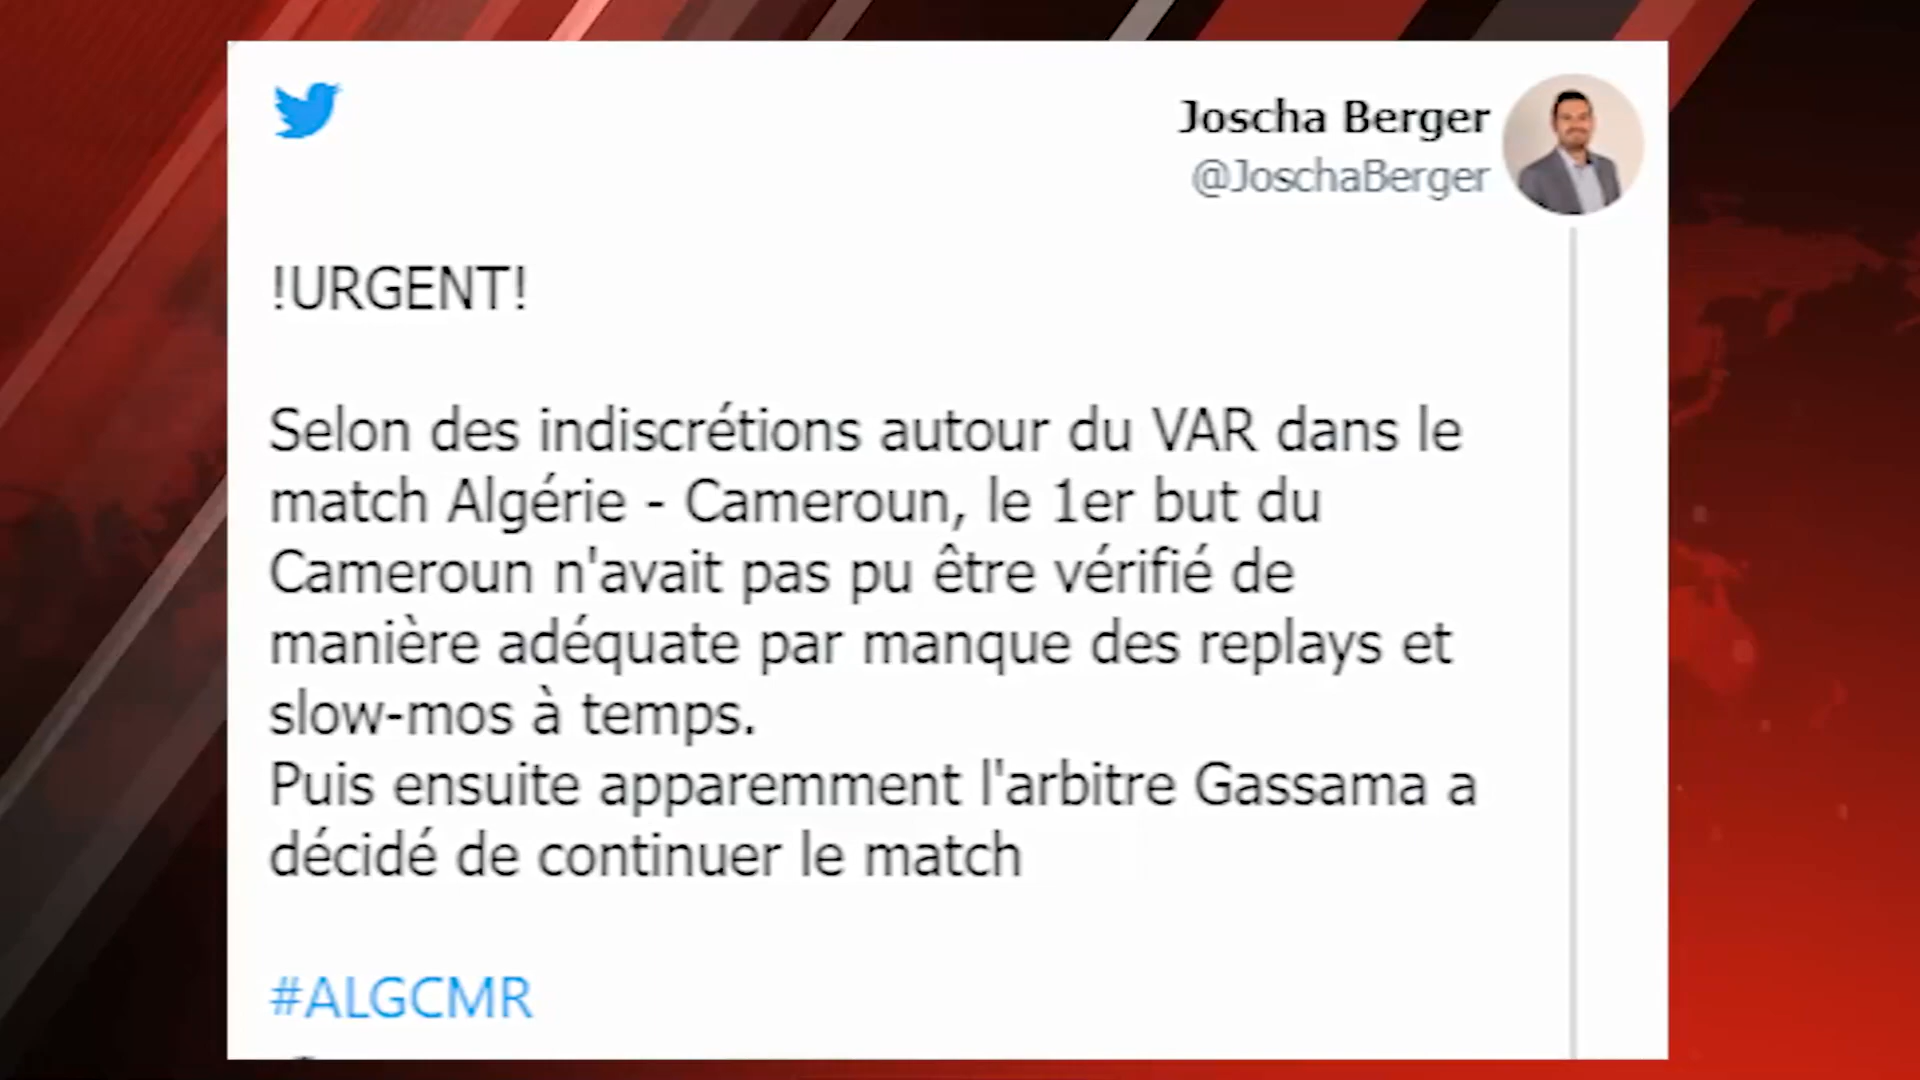 Joscha Berger
@JoschaBerger
!URGENT!
Selon des indiscrétions autour du VAR dans le
match Algérie - Cameroun, le 1er but du
Cameroun n'avait pas pu être vérifié de
manière adéquate par manque des replays et
slow-mos à temps.
Puis ensuite apparemment l'arbitre Gassama a
décidé de continuer le match
#ALGCMR